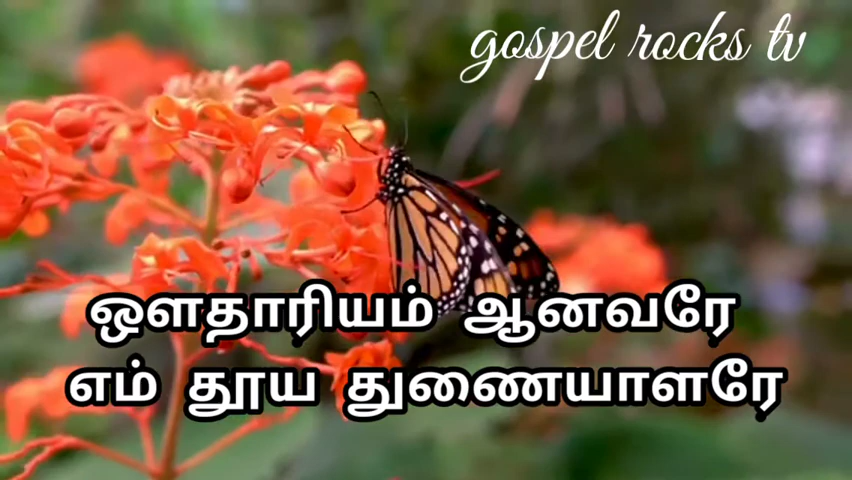 gospel rocks tv
ஔதாரியம் ஆனவரே
எம் தூய துணையாளரே